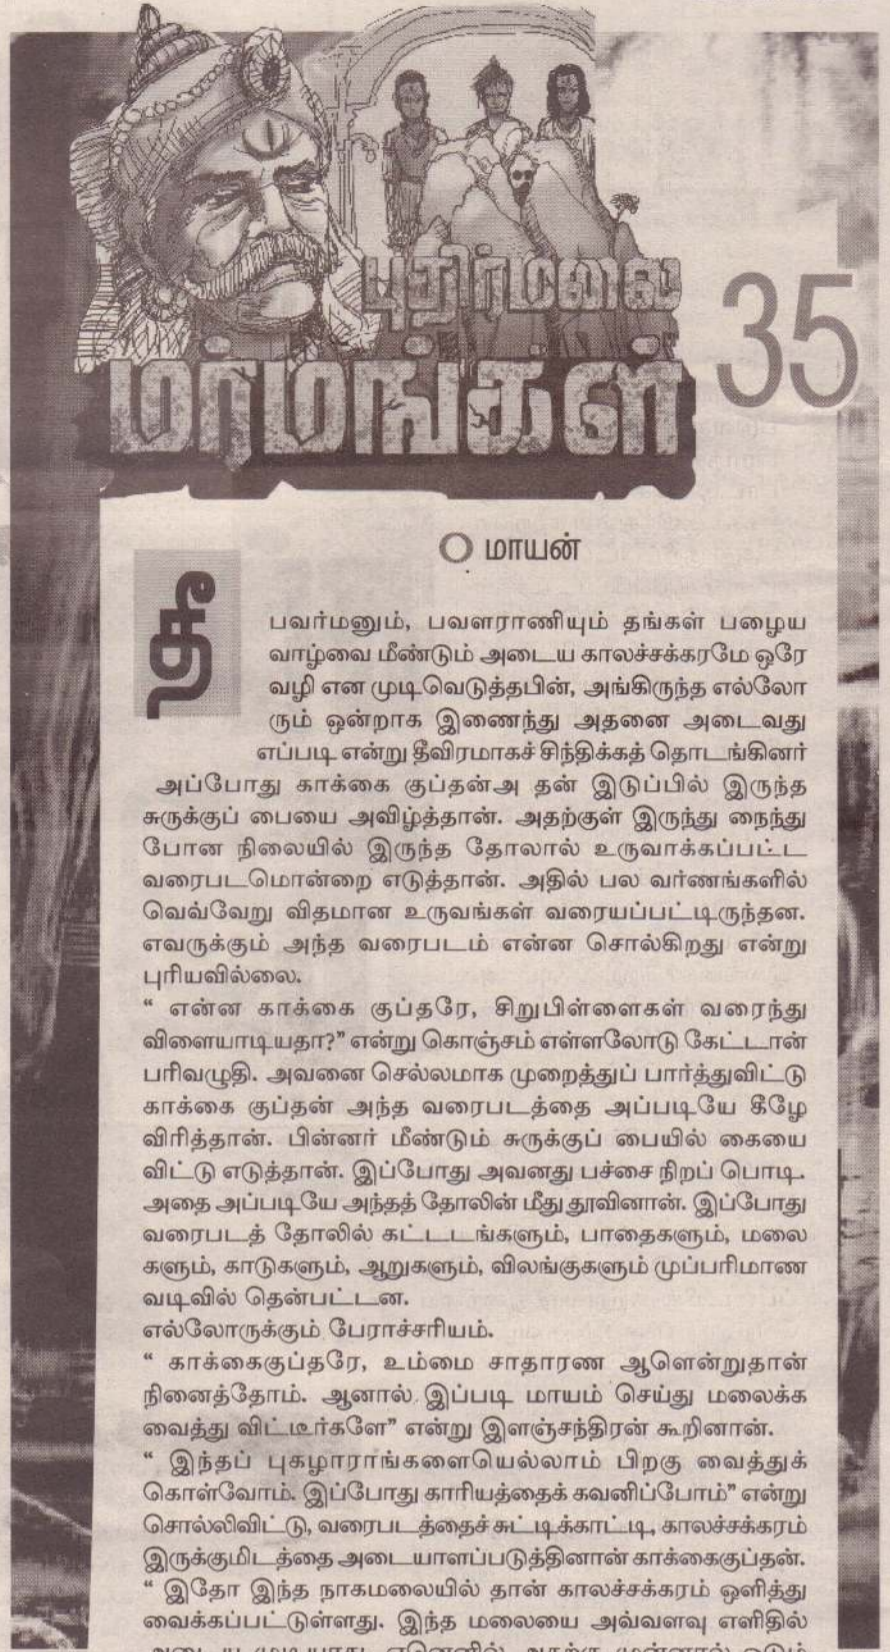 புதிர்மலை
மர்மங்கள்
35
மாயன்
தீ
பவர்மனும், பவளராணியும் தங்கள் பழைய
வாழ்வை மீண்டும் அடைய காலச்சக்கரமே ஒரே
வழி என முடிவெடுத்தபின், அங்கிருந்த எல்லோ
ரும் ஒன்றாக இணைந்து அதனை அடைவது
எப்படி என்று தீவிரமாகச் சிந்திக்கத் தொடங்கினர்
அப்போது காக்கை குப்தன்அ தன் இடுப்பில் இருந்த
சுருக்குப் பையை அவிழ்த்தான். அதற்குள் இருந்து நைந்து
போன நிலையில் இருந்த தோலால் உருவாக்கப்பட்ட
வரைபடமொன்றை எடுத்தான். அதில் பல வர்ணங்களில்
வெவ்வேறு விதமான உருவங்கள் வரையப்பட்டிருந்தன.
எவருக்கும் அந்த வரைபடம் என்ன சொல்கிறது என்று
புரியவில்லை.
“ என்ன காக்கை குப்தரே, சிறுபிள்ளைகள் வரைந்து
விளையாடியதா?” என்று கொஞ்சம் எள்ளலோடு கேட்டான்
பரிவழுதி. அவனை செல்லமாக முறைத்துப் பார்த்துவிட்டு
காக்கை குப்தன் அந்த வரைபடத்தை அப்படியே கீழே
விரித்தான். பின்னர் மீண்டும் சுருக்குப் பையில் கையை
விட்டு எடுத்தான். இப்போது அவனது பச்சை நிறப் பொடி.
அதை அப்படியே அந்தத் தோலின் மீது தூவினான். இப்போது
வரைபடத் தோலில் கட்டடங்களும், பாதைகளும், மலை
களும், காடுகளும், ஆறுகளும், விலங்குகளும் முப்பரிமாண
வடிவில் தென்பட்டன.
எல்லோருக்கும் பேராச்சரியம்.
“ காக்கைகுப்தரே, உம்மை சாதாரண ஆளென்றுதான்
நினைத்தோம். ஆனால் இப்படி மாயம் செய்து மலைக்க
வைத்து விட்டீர்களே” என்று இளஞ்சந்திரன் கூறினான்.
“ இந்தப் புகழாராங்களையெல்லாம் பிறகு வைத்துக்
கொள்வோம். இப்போது காரியத்தைக் கவனிப்போம்” என்று
சொல்லிவிட்டு, வரைபடத்தைச் சுட்டிக்காட்டி, காலச்சக்கரம்
இருக்குமிடத்தை அடையாளப்படுத்தினான் காக்கைகுப்தன்.
“ இதோ இந்த நாகமலையில் தான் காலச்சக்கரம் ஒளித்து
வைக்கப்பட்டுள்ளது. இந்த மலையை அவ்வளவு எளிதில்